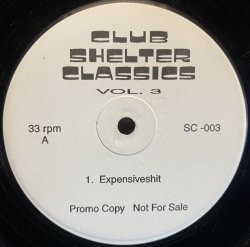 CLUB
SHELTER
CLASSICS
VOL. 3
33 rpm
A
SC -003
1. Expensiveshit
Promo Copy Not For Sale